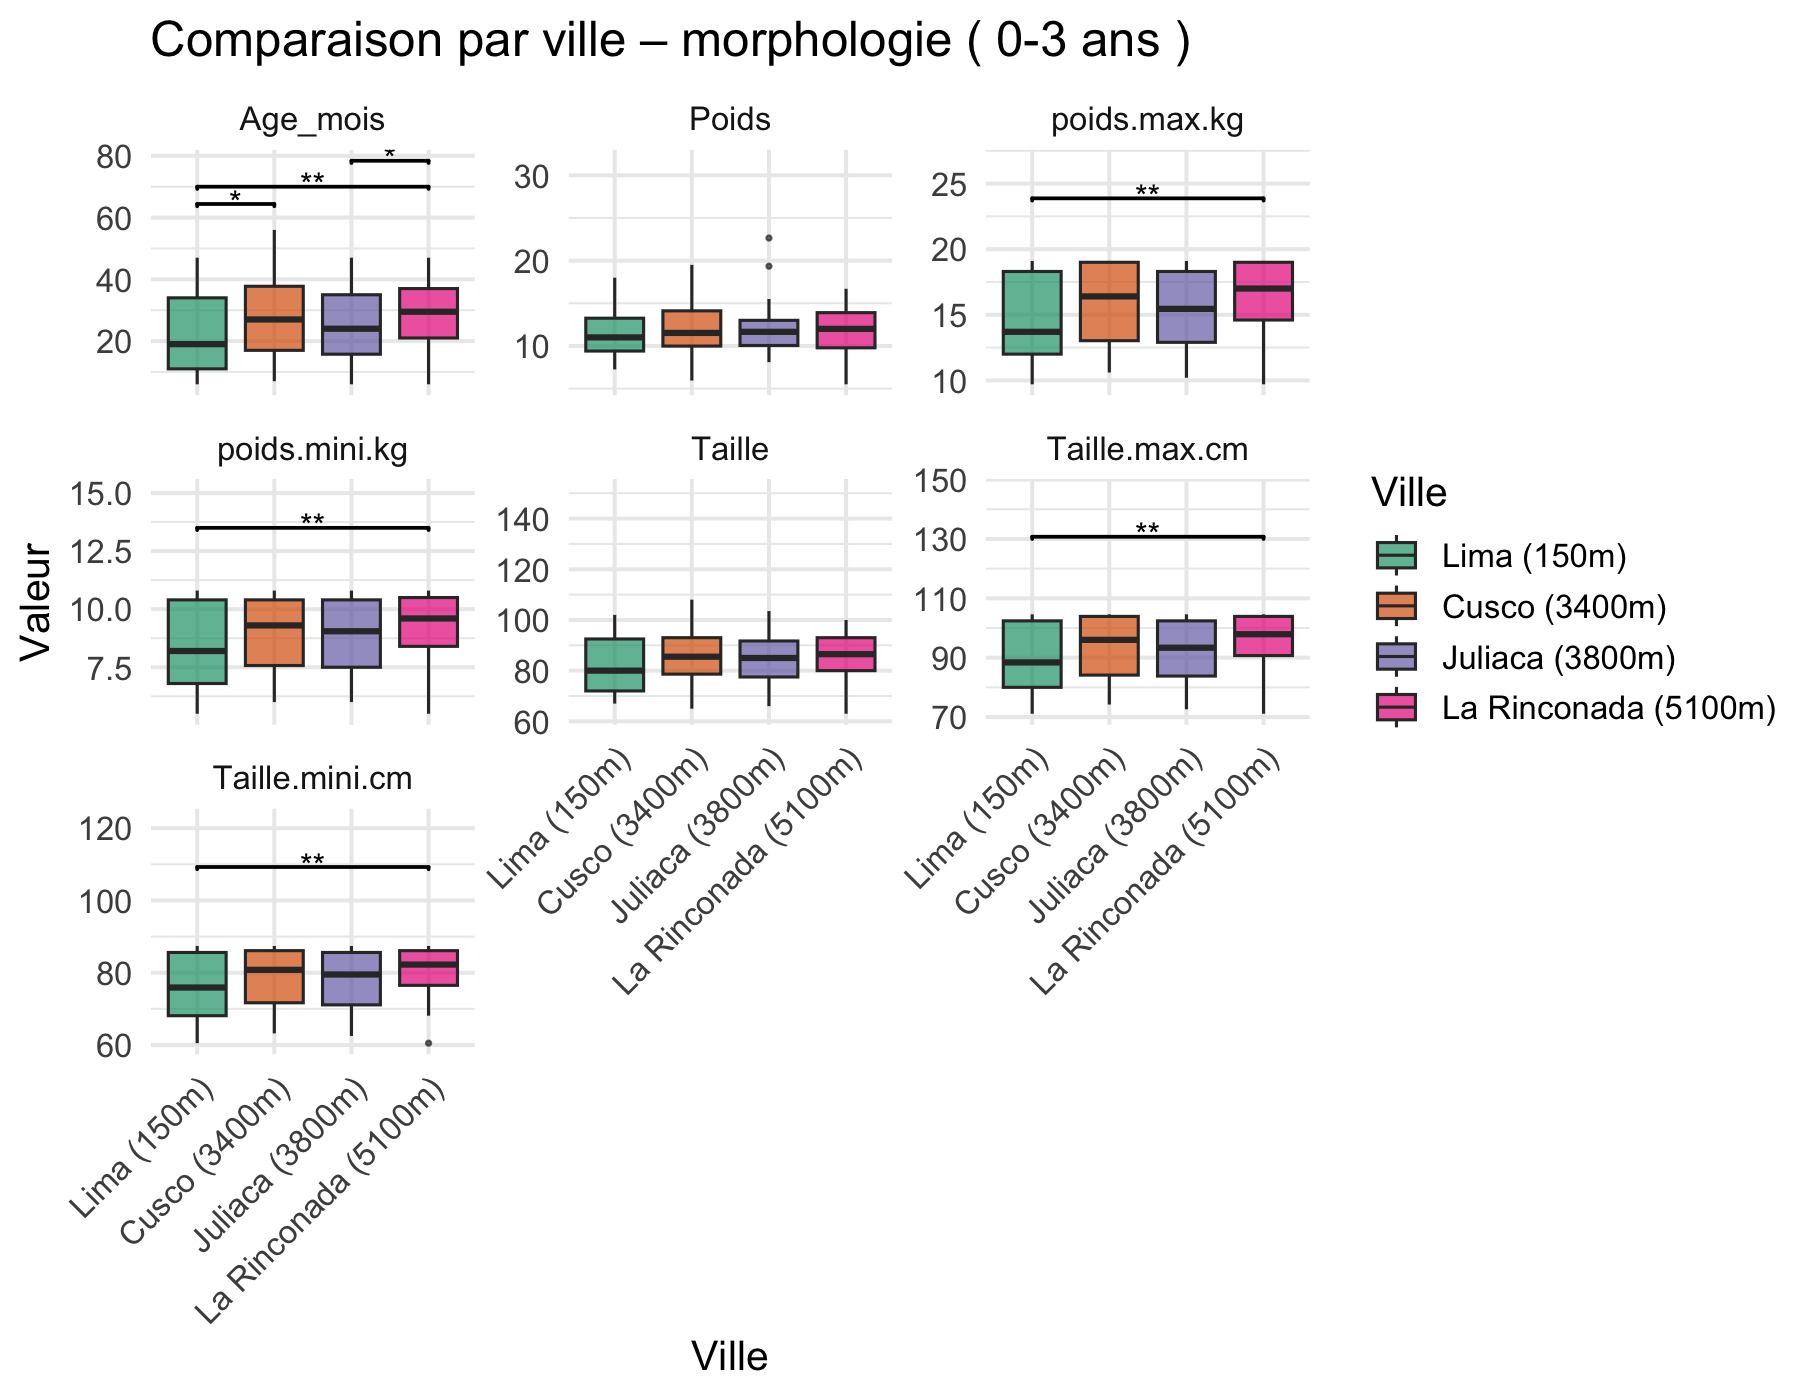 Comparaison par ville – morphologie ( 0-3 ans )
Age_mois
Poids
poids.max.kg
80
60
40
20
*
**
*
30
20
10
25
20
15
10
**
poids.mini.kg
Taille
Taille.max.cm
15.0
12.5
10.0
7.5
**
140
120
100
80
60
150
130
110
90
70
**
Lima (150m)
Cusco (3400m)
Juliaca (3800m)
La Rinconada (5100m)
Lima (150m)
Cusco (3400m)
Juliaca (3800m)
La Rinconada (5100m)
Taille.mini.cm
120
100
80
60
**
Lima (150m)
Cusco (3400m)
Juliaca (3800m)
La Rinconada (5100m)
Valeur
Ville
Ville
Lima (150m)
Cusco (3400m)
Juliaca (3800m)
La Rinconada (5100m)